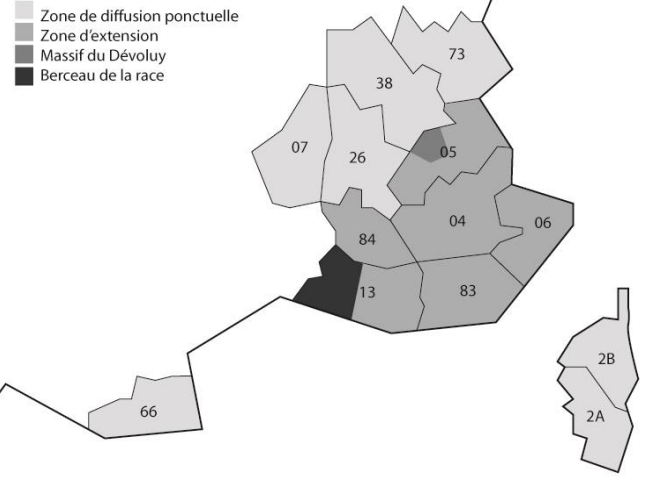 Zone de diffusion ponctuelle
Zone d'extension
Massif du Dévoluy
Berceau de la race
73
38
07
26
05
04
06
84
13
83
2B
2A
66